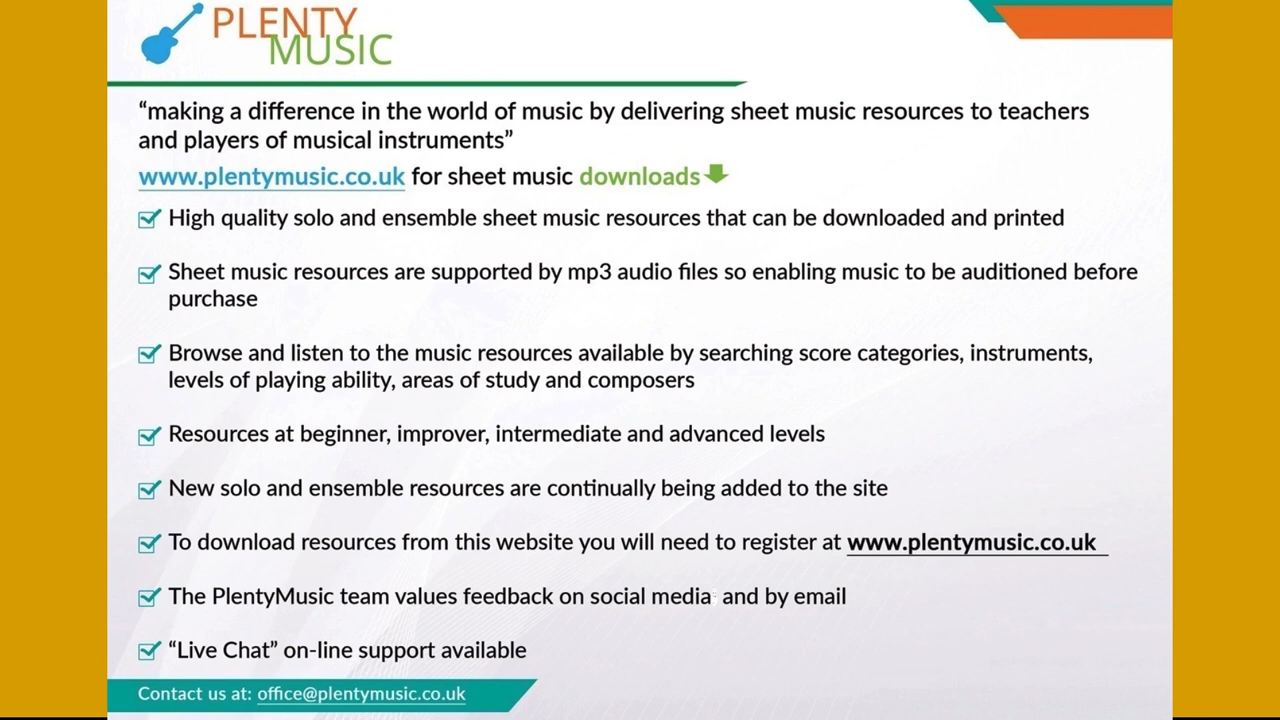 PLENTY
MUSIC
“making a difference in the world of music by delivering sheet music resources to teachers
and players of musical instruments”
www.plentymusic.co.uk for sheet music downloads
High quality solo and ensemble sheet music resources that can be downloaded and printed
Sheet music resources are supported by mp3 audio files so enabling music to be auditioned before
purchase
Browse and listen to the music resources available by searching score categories, instruments,
levels of playing ability, areas of study and composers
Resources at beginner, improver, intermediate and advanced levels
New solo and ensemble resources are continually being added to the site
To download resources from this website you will need to register at www.plentymusic.co.uk
The PlentyMusic team values feedback on social media and by email
“Live Chat” on-line support available
Contact us at: office@plentymusic.co.uk